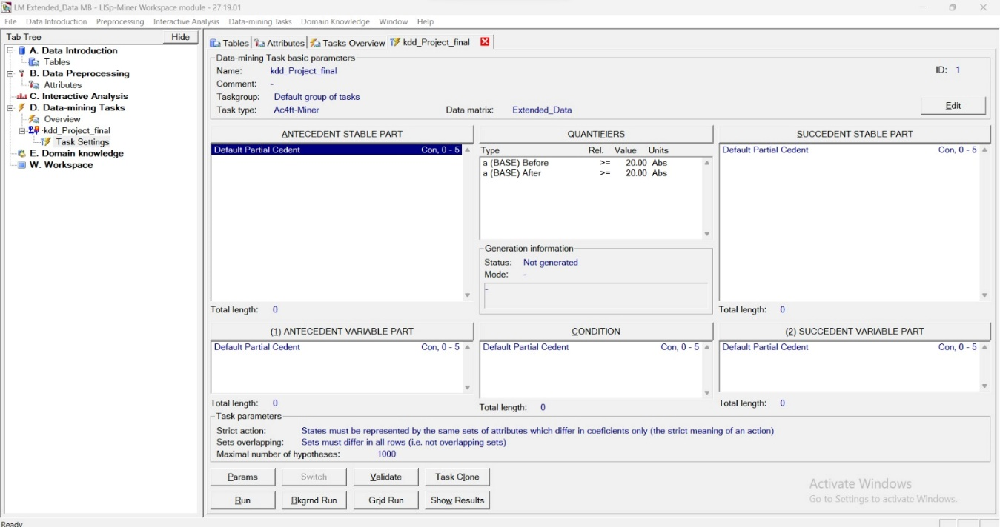 LM Extended_Data MB - LISp-Miner Workspace module - 27.19.01
File Data Introduction Preprocessing Interactive Analysis Data-mining Tasks Domain Knowledge Window Help
Tab Tree Hide
A. Data Introduction
Tables
B. Data Preprocessing
Attributes
C. Interactive Analysis
D. Data-mining Tasks
Overview
·kdd_Project_final
Task Settings
E. Domain knowledge
W. Workspace
Tables Attributes Tasks Overview kdd_Project_final
Data-mining Task basic parameters
Name: kdd_Project_final ID: 1
Comment: -
Taskgroup: Default group of tasks
Task type: Ac4ft-Miner Data matrix: Extended_Data Edit
ANTECEDENT STABLE PART
Default Partial Cedent Con, 0 - 5
Total length: 0
QUANTIFIERS
Type Rel. Value Units
a (BASE) Before >= 20.00 Abs
a (BASE) After >= 20.00 Abs
Generation information
Status: Not generated
Mode: -
-
SUCCEDENT STABLE PART
Default Partial Cedent Con, 0 - 5
Total length: 0
(1) ANTECEDENT VARIABLE PART
Default Partial Cedent Con, 0 - 5
Total length: 0
CONDITION
Default Partial Cedent Con, 0 - 5
Total length: 0
(2) SUCCEDENT VARIABLE PART
Default Partial Cedent Con, 0 - 5
Total length: 0
Task parameters
Strict action: States must be represented by the same sets of attributes which differ in coeficients only (the strict meaning of an action)
Sets overlapping: Sets must differ in all rows (i.e. not overlapping sets)
Maximal number of hypotheses: 1000
Params Switch Validate Task Clone
Run Bkgrnd Run Grid Run Show Results
Activate Windows
Go to Settings to activate Windows.
Ready